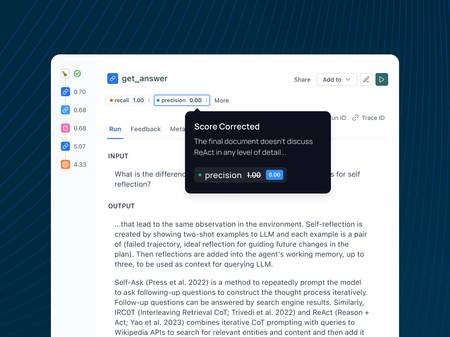 get_answer
Share
Add to
0.70
0.68
0.68
5.07
4.33
recall 1.00
precision 0.00
More
Run
Feedback
Meta
un ID
Trace ID
Score Corrected
The final document doesn't discuss
ReAct in any level of detail...
precision 1.00 0.00
INPUT
What is the differenc
s for self
reflection?
OUTPUT
...that lead to the same observation in the environment. Self-reflection is
created by showing two-shot examples to LLM and each example is a pair
of (failed trajectory, ideal reflection for guiding future changes in the
plan). Then reflections are added into the agent's working memory, up to
three, to be used as context for querying LLM.
Self-Ask (Press et al. 2022) is a method to repeatedly prompt the model
to ask following-up questions to construct the thought process iteratively.
Follow-up questions can be answered by search engine results. Similarly,
IRCoT (Interleaving Retrieval CoT; Trivedi et al. 2022) and ReAct (Reason +
Act; Yao et al. 2023) combines iterative CoT prompting with queries to
Wikipedia APIs to search for relevant entities and content and then add it